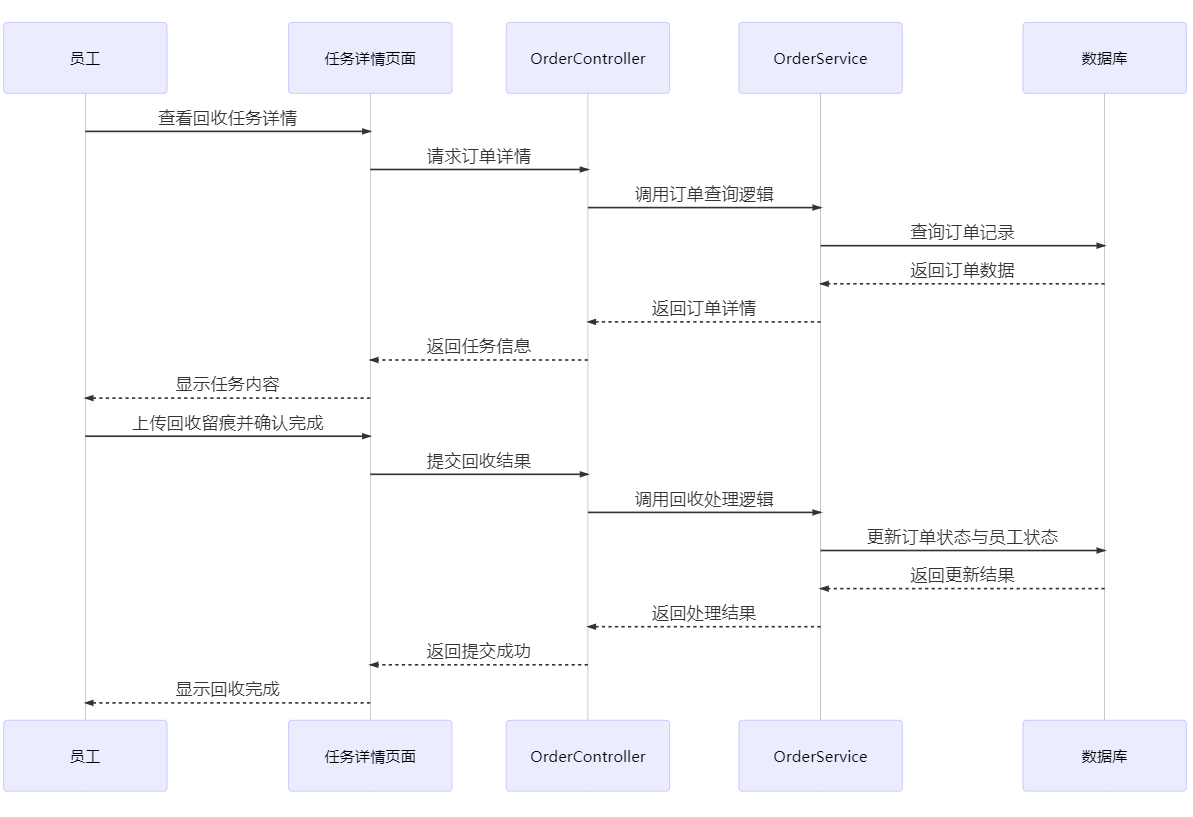 员工
任务详情页面
OrderController
OrderService
数据库
查看回收任务详情
请求订单详情
调用订单查询逻辑
查询订单记录
返回订单数据
返回订单详情
返回任务信息
显示任务内容
上传回收留痕并确认完成
提交回收结果
调用回收处理逻辑
更新订单状态与员工状态
返回更新结果
返回处理结果
返回提交成功
显示回收完成
员工
任务详情页面
OrderController
OrderService
数据库